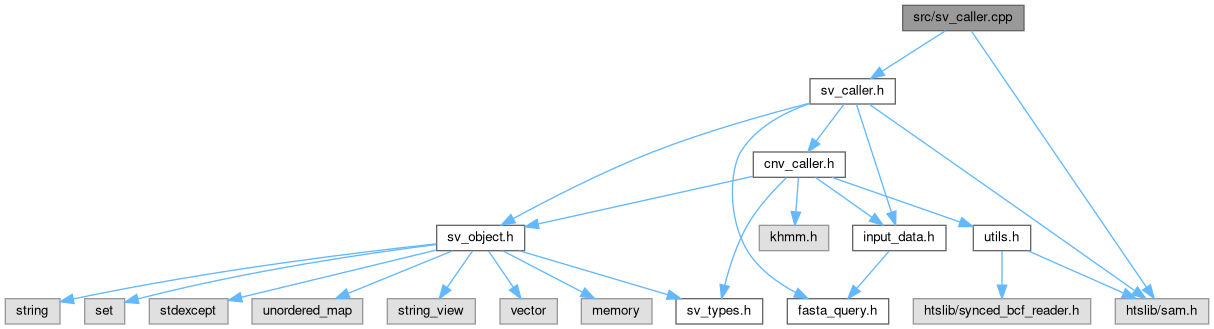 src/sv_caller.cpp
sv_caller.h
cnv_caller.h
sv_object.h
khmm.h
input_data.h
utils.h
string
set
stdexcept
unordered_map
string_view
vector
memory
sv_types.h
fasta_query.h
htslib/synced_bcf_reader.h
htslib/sam.h